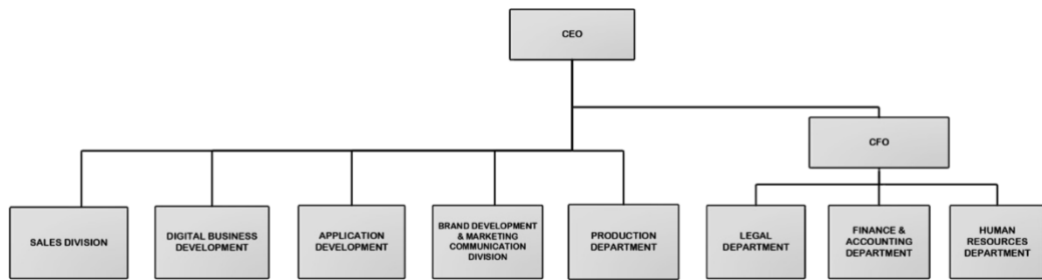 CEO
CFO
SALES DIVISION
DIGITAL BUSINESS
DEVELOPMENT
APPLICATION
DEVELOPMENT
BRAND DEVELOPMENT
& MARKETING
COMMUNICATION
DIVISION
PRODUCTION
DEPARTMENT
LEGAL
DEPARTMENT
FINANCE &
ACCOUNTING
DEPARTMENT
HUMAN
RESOURCES
DEPARTMENT